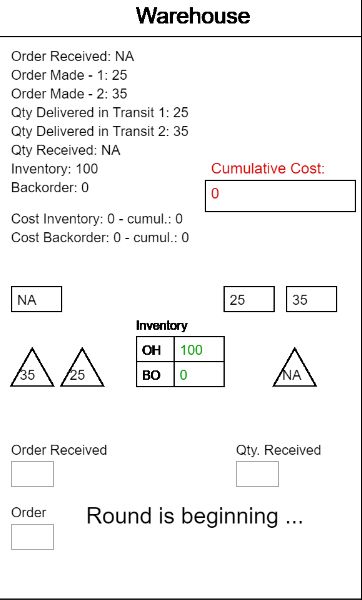 Warehouse
Order Received: NA
Order Made - 1: 25
Order Made - 2: 35
Qty Delivered in Transit 1: 25
Qty Delivered in Transit 2: 35
Qty Received: NA
Inventory: 100
Cumulative Cost:
Backorder: 0
0
Cost Inventory: 0 - cumul.: 0
Cost Backorder: 0 - cumul.: 0
NA
25
35
Inventory
OH 100
35
25
BO 0
NA
Order Received
Qty. Received
Order
Round is beginning ...